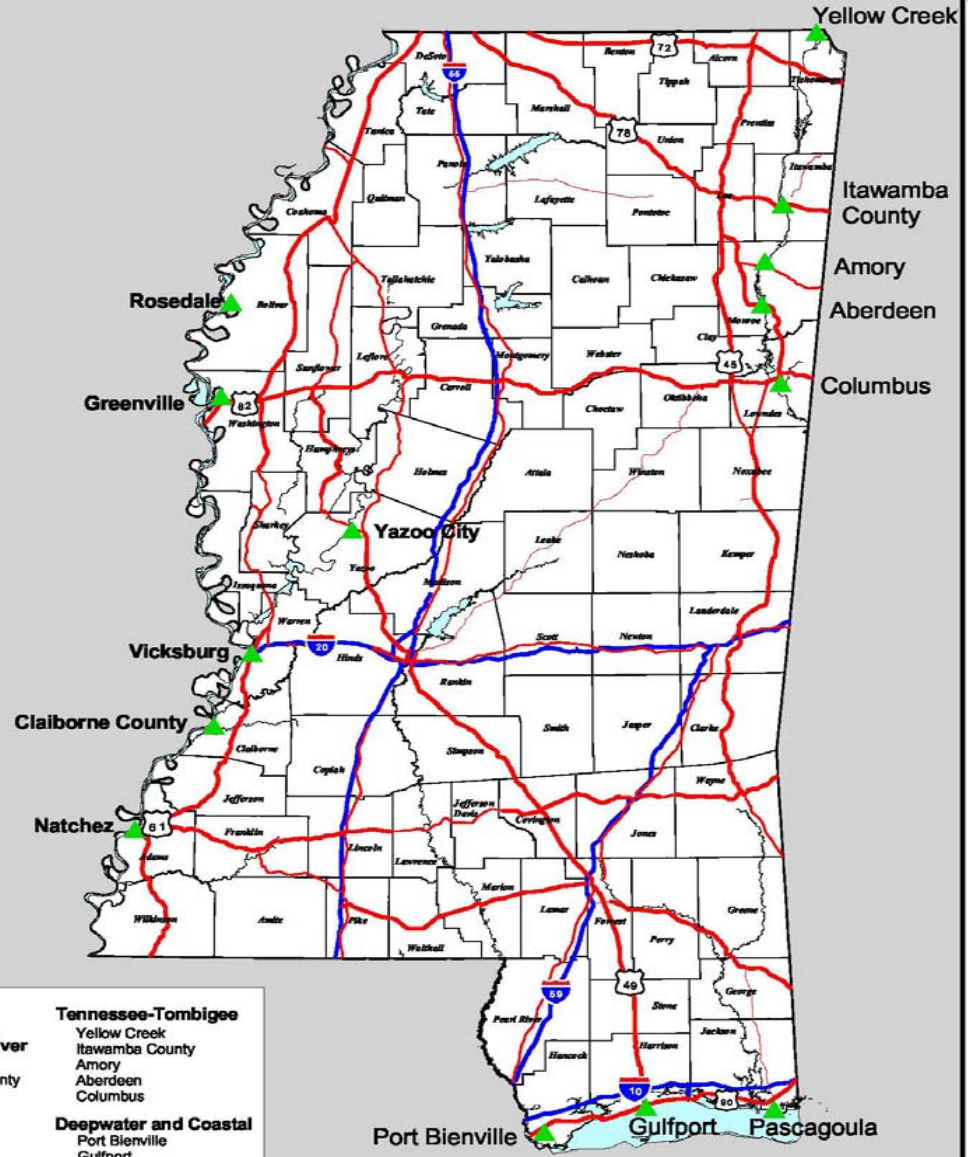 Yellow Creek
DeSoto
Benton
72
Alcorn
55
Tippah
Tishomingo
Tate
Marshall
Prentiss
Tunica
78
Union
Panola
Itawamba
Quitman
Lafayette
Pontotoc
Lee
Itawamba
County
Coahoma
Yalobusha
Tallahatchie
Calhoun
Chickasaw
Amory
Rosedale
Bolivar
Aberdeen
Monroe
Grenada
Clay
Leflore
Montgomery
Webster
45
Sunflower
Carroll
Columbus
Greenville
82
Choctaw
Oktibbeha
Lowndes
Washington
Humphreys
Holmes
Attala
Winston
Noxubee
Sharkey
Yazoo City
Leake
Neshoba
Kemper
Yazoo
Madison
Issaquena
Warren
Lauderdale
Vicksburg
20
Hinds
Scott
Newton
Rankin
Claiborne County
Smith
Jasper
Clarke
Claiborne
Simpson
Copiah
Wayne
Jefferson
Jefferson
Davis
Covington
Natchez
61
Franklin
Jones
Adams
Lincoln
Lawrence
Marion
Wilkinson
Amite
Pike
Lamar
Forrest
Greene
Walthall
Perry
59
49
George
Pearl River
Stone
Jackson
Hancock
Harrison
10
90
Port Bienville
Gulfport
Pascagoula
Tennessee-Tombigee
Yellow Creek
ver
Itawamba County
Amory
nty
Aberdeen
Columbus
Deepwater and Coastal
Port Bienville
Gulfport